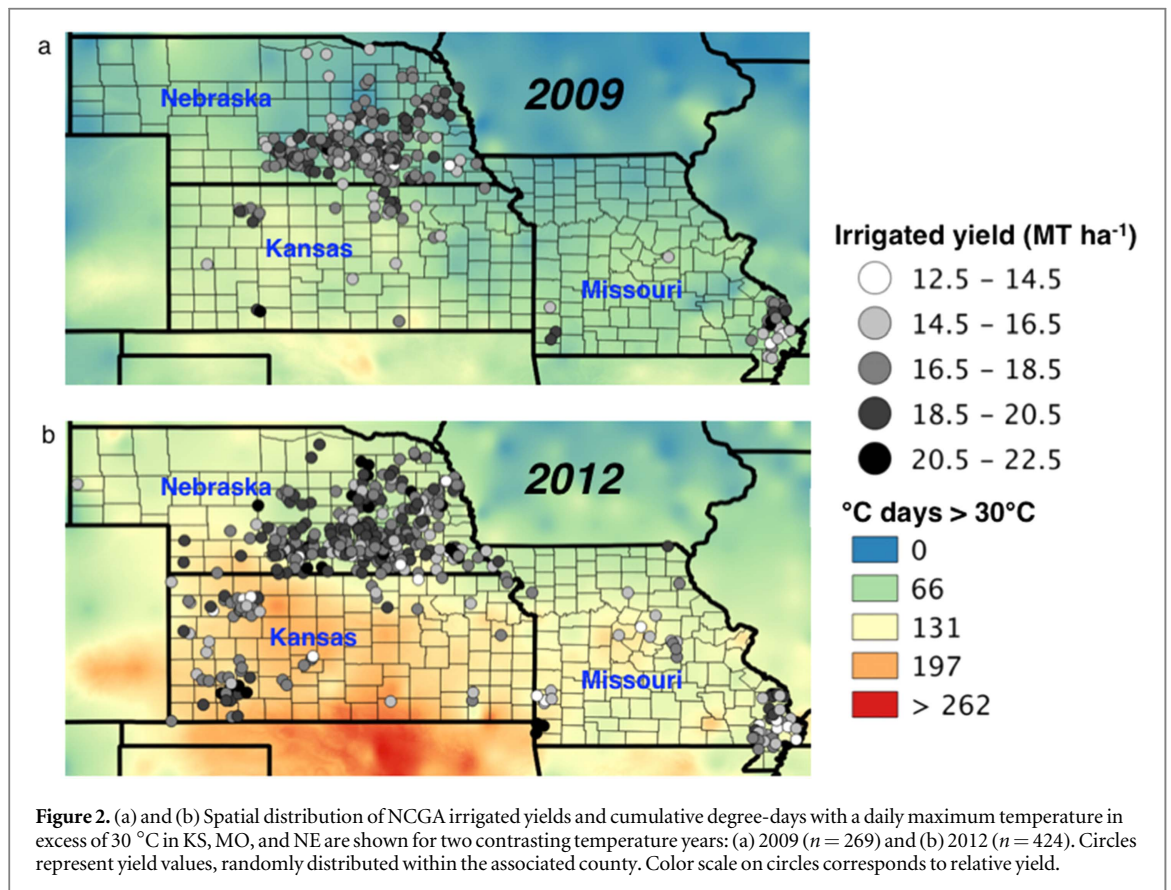 a
Nebraska
2009
Kansas
Missouri
b
Nebraska
2012
Kansas
Missouri
Irrigated yield (MT ha⁻¹)
12.5 – 14.5
14.5 – 16.5
16.5 – 18.5
18.5 – 20.5
20.5 – 22.5
°C days > 30°C
0
66
131
197
> 262
Figure 2. (a) and (b) Spatial distribution of NCGA irrigated yields and cumulative degree-days with a daily maximum temperature in
excess of 30 °C in KS, MO, and NE are shown for two contrasting temperature years: (a) 2009 (n = 269) and (b) 2012 (n = 424). Circles
represent yield values, randomly distributed within the associated county. Color scale on circles corresponds to relative yield.